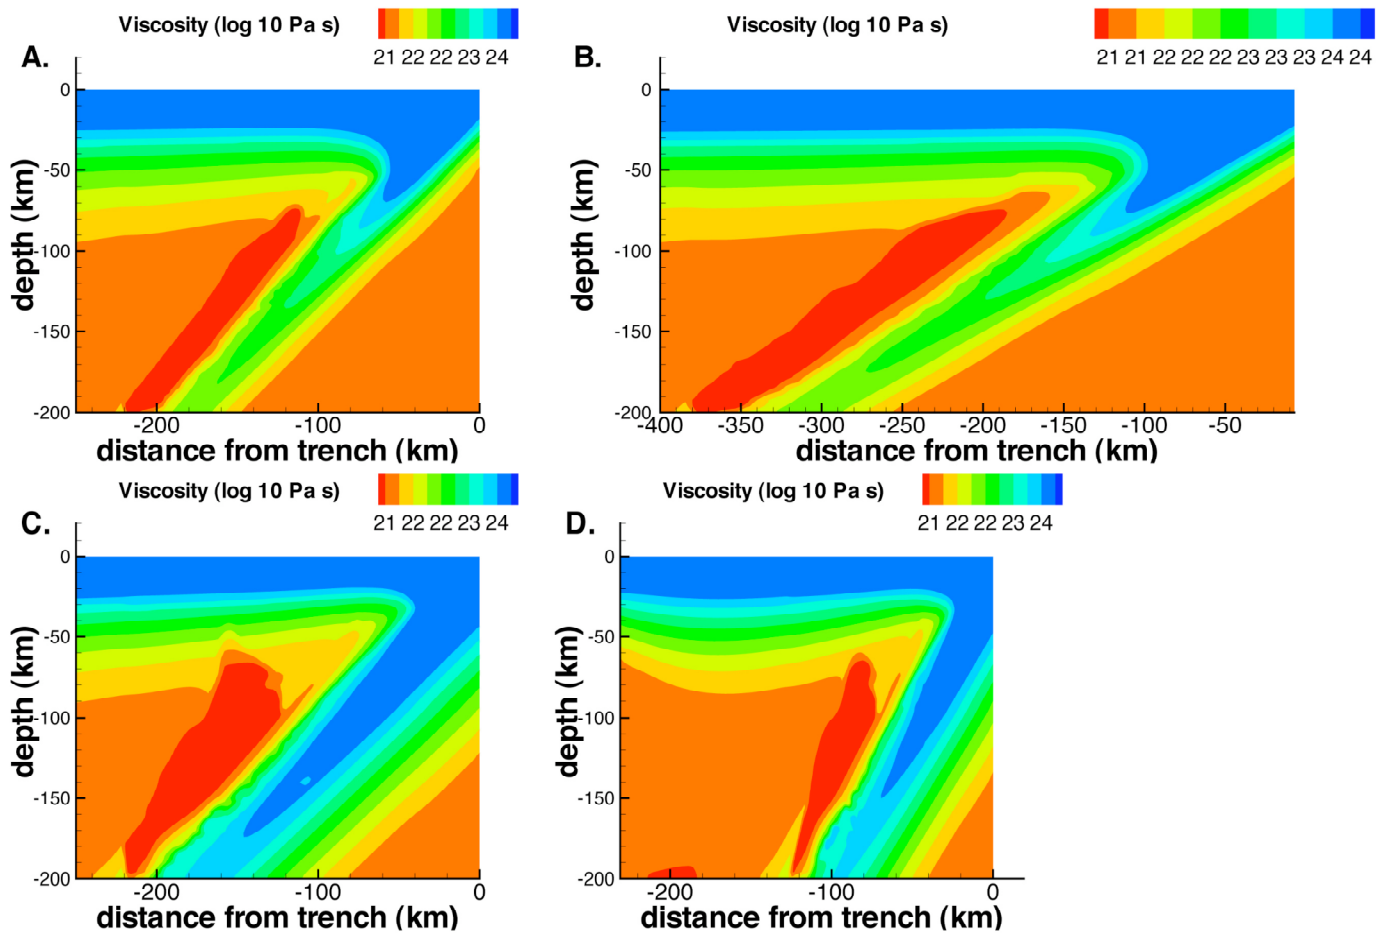 Viscosity (log 10 Pa s)
21 22 22 23 24
A.
0
-50
-100
-150
-200
depth (km)
-200 -100 0
distance from trench (km)
Viscosity (log 10 Pa s)
21 21 22 22 22 23 23 23 24 24
B.
0
-50
-100
-150
-200
depth (km)
-400 -350 -300 -250 -200 -150 -100 -50
distance from trench (km)
Viscosity (log 10 Pa s)
21 22 22 23 24
C.
0
-50
-100
-150
-200
depth (km)
-200 -100 0
distance from trench (km)
Viscosity (log 10 Pa s)
21 22 22 23 24
D.
0
-50
-100
-150
-200
depth (km)
-200 -100 0
distance from trench (km)